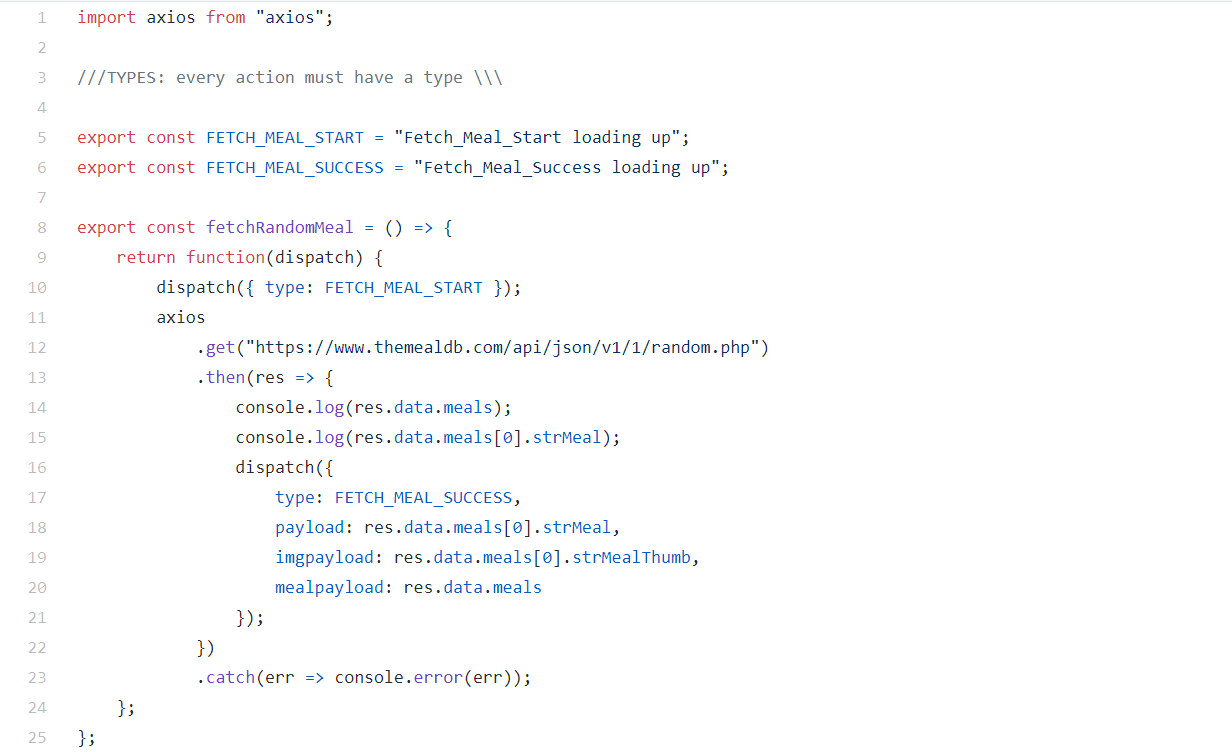 1 import axios from "axios";
2
3 ///TYPES: every action must have a type \\\
4
5 export const FETCH_MEAL_START = "Fetch_Meal_Start loading up";
6 export const FETCH_MEAL_SUCCESS = "Fetch_Meal_Success loading up";
7
8 export const fetchRandomMeal = () => {
9     return function(dispatch) {
10         dispatch({ type: FETCH_MEAL_START });
11         axios
12             .get("https://www.themealdb.com/api/json/v1/1/random.php")
13             .then(res => {
14                 console.log(res.data.meals);
15                 console.log(res.data.meals[0].strMeal);
16                 dispatch({
17                     type: FETCH_MEAL_SUCCESS,
18                     payload: res.data.meals[0].strMeal,
19                     imgpayload: res.data.meals[0].strMealThumb,
20                     mealpayload: res.data.meals
21                 });
22             })
23             .catch(err => console.error(err));
24     };
25 };